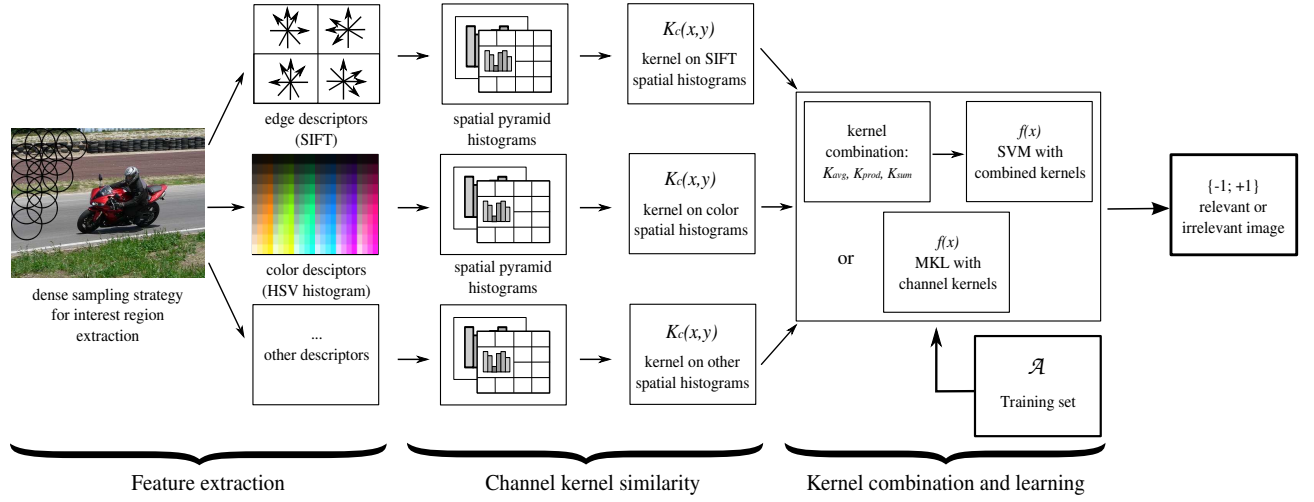 dense sampling strategy
for interest region
extraction
edge descriptors
(SIFT)
color desciptors
(HSV histogram)
...
other descriptors
spatial pyramid
histograms
spatial pyramid
histograms
Kc(x,y)
kernel on SIFT
spatial histograms
Kc(x,y)
kernel on color
spatial histograms
Kc(x,y)
kernel on other
spatial histograms
kernel
combination:
Kavg, Kprod, Ksum
f(x)
SVM with
combined kernels
or
f(x)
MKL with
channel kernels
𝒜
Training set
{-1; +1}
relevant or
irrelevant image
Feature extraction
Channel kernel similarity
Kernel combination and learning